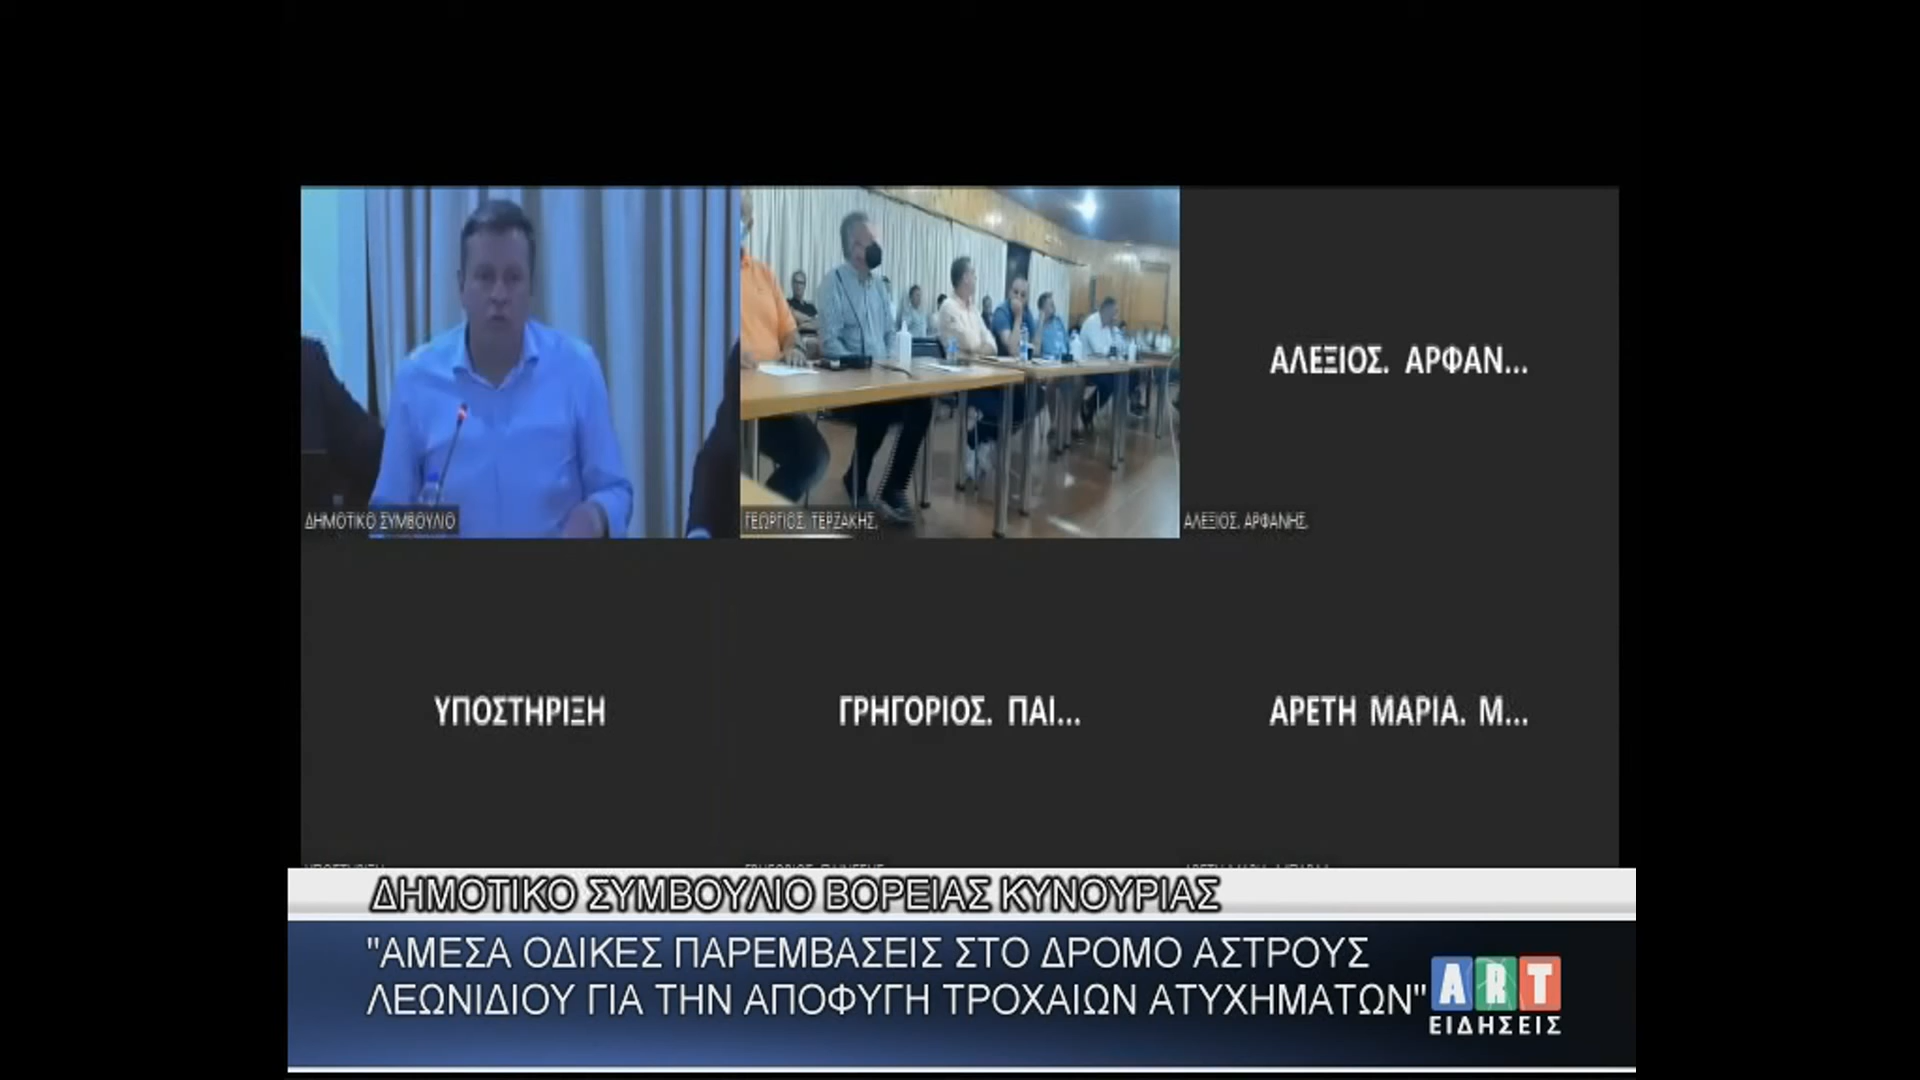 ΑΛΕΞΙΟΣ. ΑΡΦΑΝ...
ΔΗΜΟΤΙΚΟ ΣΥΜΒΟΥΛΙΟ
ΓΕΩΡΓΙΟΣ. ΤΕΡΖΑΚΗΣ.
ΑΛΕΞΙΟΣ. ΑΡΦΑΝΗΣ.
ΥΠΟΣΤΗΡΙΞΗ
ΓΡΗΓΟΡΙΟΣ. ΠΑΙ...
ΑΡΕΤΗ ΜΑΡΙΑ. Μ...
ΔΗΜΟΤΙΚΟ ΣΥΜΒΟΥΛΙΟ ΒΟΡΕΙΑΣ ΚΥΝΟΥΡΙΑΣ
"ΑΜΕΣΑ ΟΔΙΚΕΣ ΠΑΡΕΜΒΑΣΕΙΣ ΣΤΟ ΔΡΟΜΟ ΑΣΤΡΟΥΣ
ΛΕΩΝΙΔΙΟΥ ΓΙΑ ΤΗΝ ΑΠΟΦΥΓΗ ΤΡΟΧΑΙΩΝ ΑΤΥΧΗΜΑΤΩΝ"
ART
ΕΙΔΗΣΕΙΣ